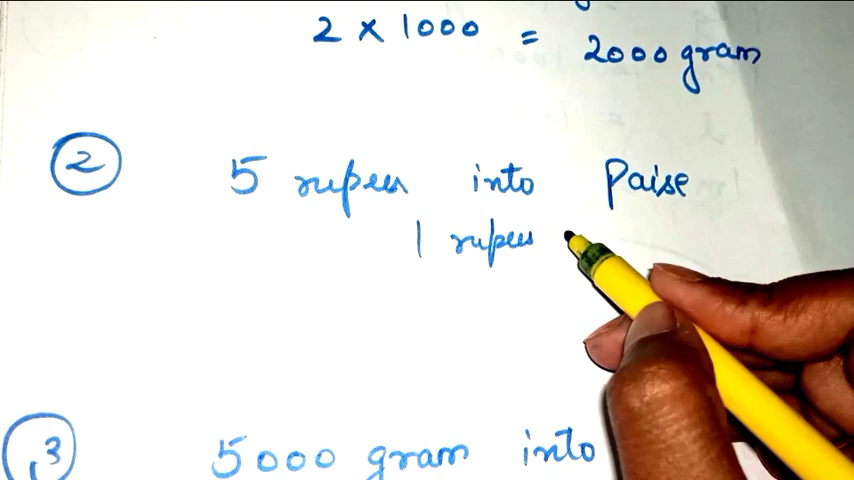 2 × 1000 = 2000 gram
2 5 rupees into Paise
1 rupees
3 5000 gram into